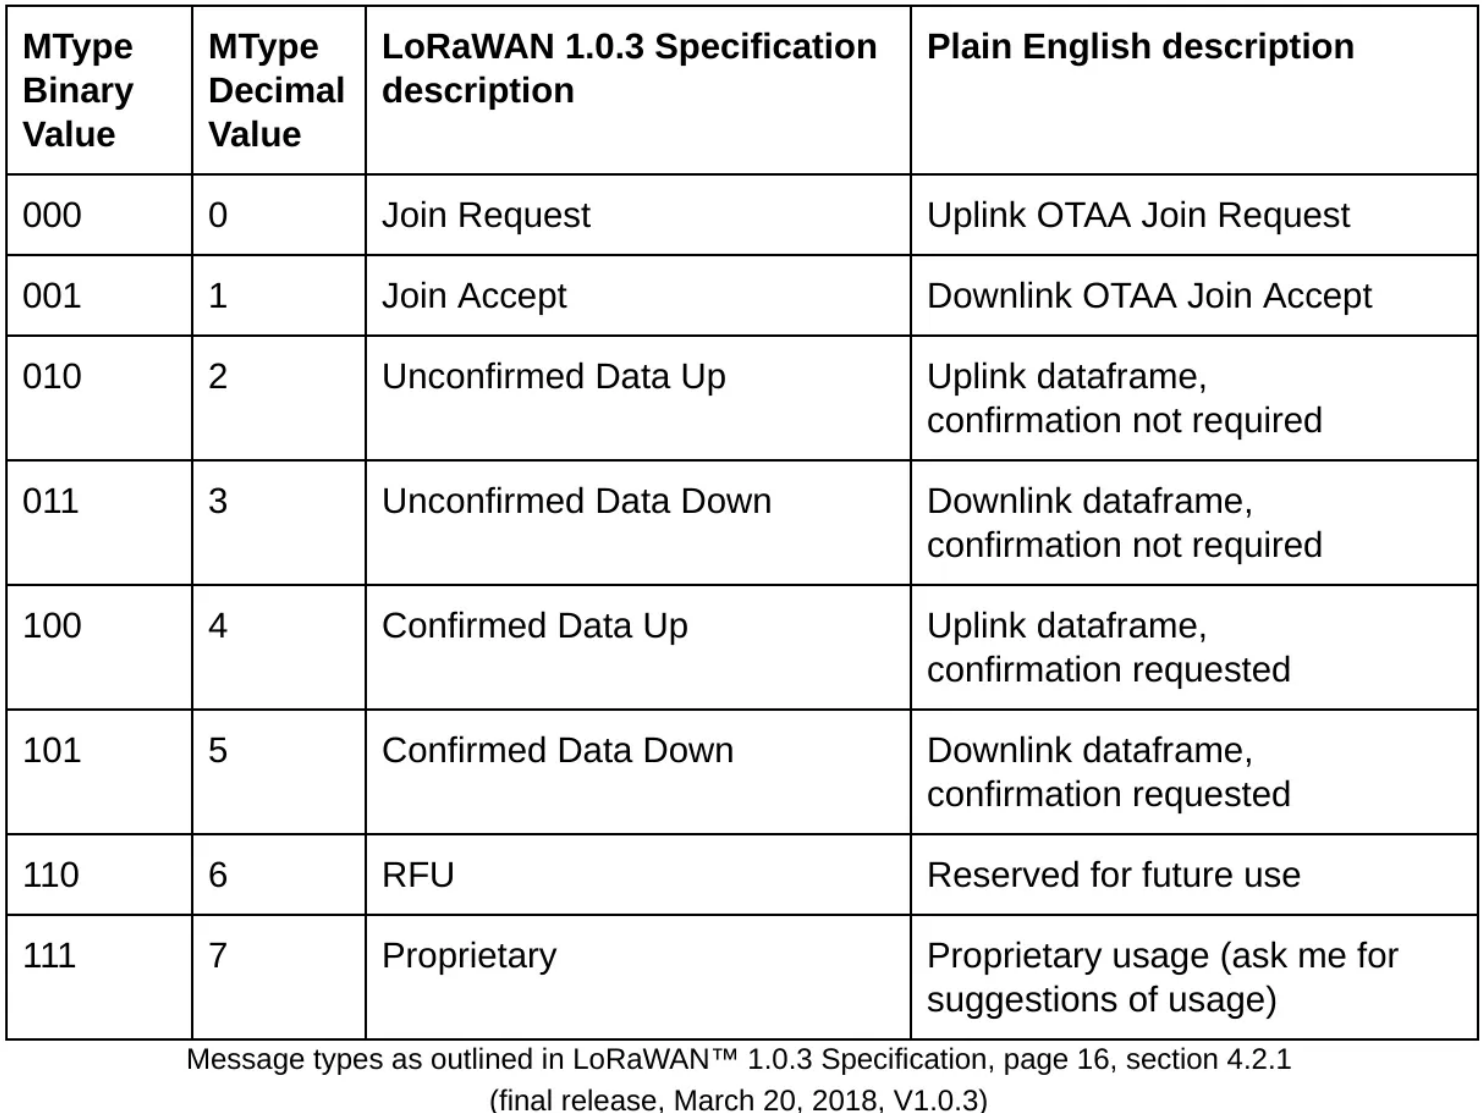 MType Binary Value
MType Decimal Value
LoRaWAN 1.0.3 Specification description
Plain English description
000
0
Join Request
Uplink OTAA Join Request
001
1
Join Accept
Downlink OTAA Join Accept
010
2
Unconfirmed Data Up
Uplink dataframe,
confirmation not required
011
3
Unconfirmed Data Down
Downlink dataframe,
confirmation not required
100
4
Confirmed Data Up
Uplink dataframe,
confirmation requested
101
5
Confirmed Data Down
Downlink dataframe,
confirmation requested
110
6
RFU
Reserved for future use
111
7
Proprietary
Proprietary usage (ask me for
suggestions of usage)
Message types as outlined in LoRaWAN™ 1.0.3 Specification, page 16, section 4.2.1
(final release, March 20, 2018, V1.0.3)